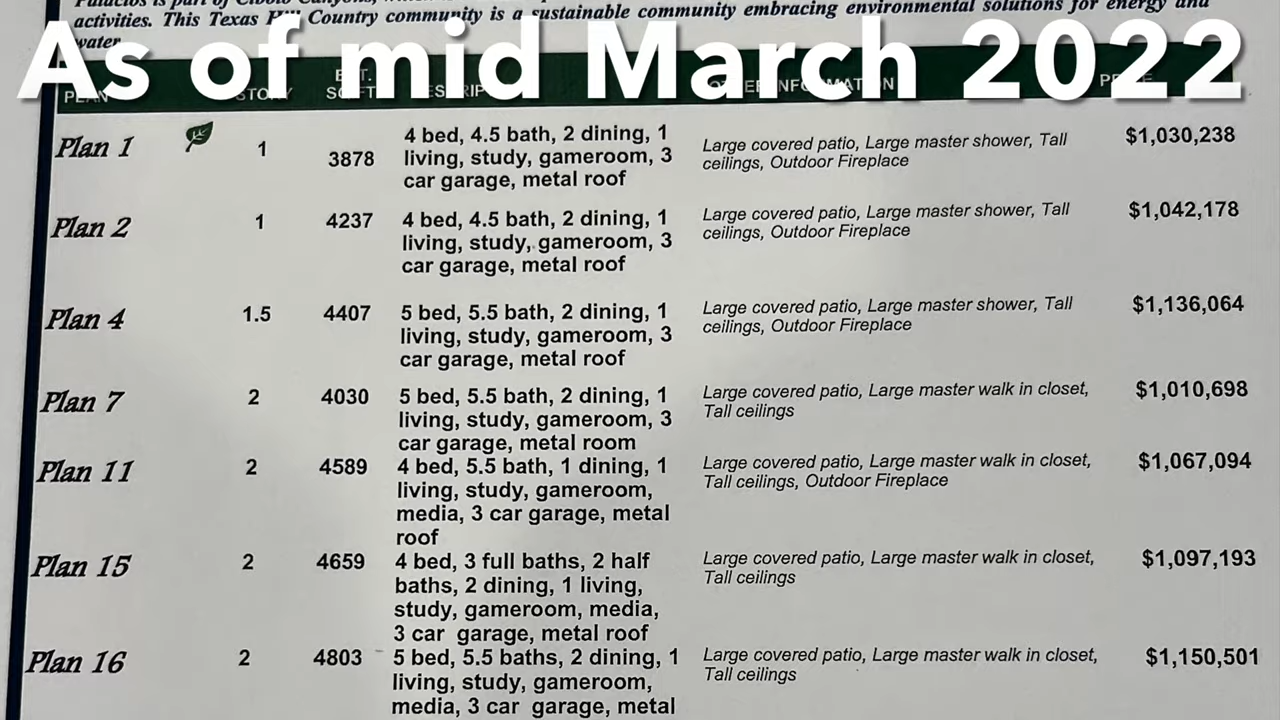 Palacios is part of Cibolo Canyons,
activities. This Texas Hill Country community is a sustainable community embracing environmental solutions for energy and
water
As of mid March 2022
PLAN STORY SQ.FT. PRICE
Plan 1 1 3878 4 bed, 4.5 bath, 2 dining, 1 living, study, gameroom, 3 car garage, metal roof Large covered patio, Large master shower, Tall ceilings, Outdoor Fireplace $1,030,238
Plan 2 1 4237 4 bed, 4.5 bath, 2 dining, 1 living, study, gameroom, 3 car garage, metal roof Large covered patio, Large master shower, Tall ceilings, Outdoor Fireplace $1,042,178
Plan 4 1.5 4407 5 bed, 5.5 bath, 2 dining, 1 living, study, gameroom, 3 car garage, metal roof Large covered patio, Large master shower, Tall ceilings, Outdoor Fireplace $1,136,064
Plan 7 2 4030 5 bed, 5.5 bath, 2 dining, 1 living, study, gameroom, 3 car garage, metal room Large covered patio, Large master walk in closet, Tall ceilings $1,010,698
Plan 11 2 4589 4 bed, 5.5 bath, 1 dining, 1 living, study, gameroom, media, 3 car garage, metal roof Large covered patio, Large master walk in closet, Tall ceilings, Outdoor Fireplace $1,067,094
Plan 15 2 4659 4 bed, 3 full baths, 2 half baths, 2 dining, 1 living, study, gameroom, media, 3 car garage, metal roof Large covered patio, Large master walk in closet, Tall ceilings $1,097,193
Plan 16 2 4803 5 bed, 5.5 baths, 2 dining, 1 living, study, gameroom, media, 3 car garage, metal Large covered patio, Large master walk in closet, Tall ceilings $1,150,501